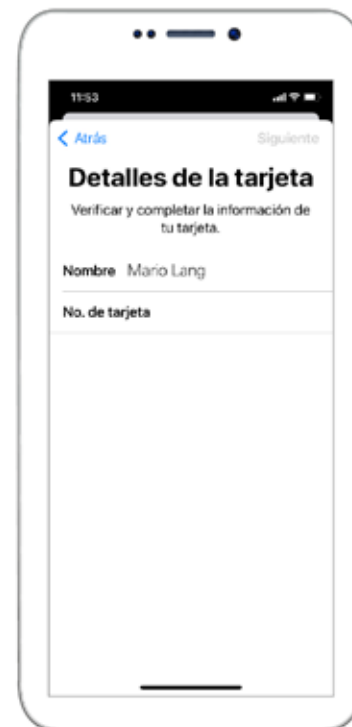 11:53
Atrás Siguiente
Detalles de la tarjeta
Verificar y completar la información de
tu tarjeta.
Nombre Mario Lang
No. de tarjeta